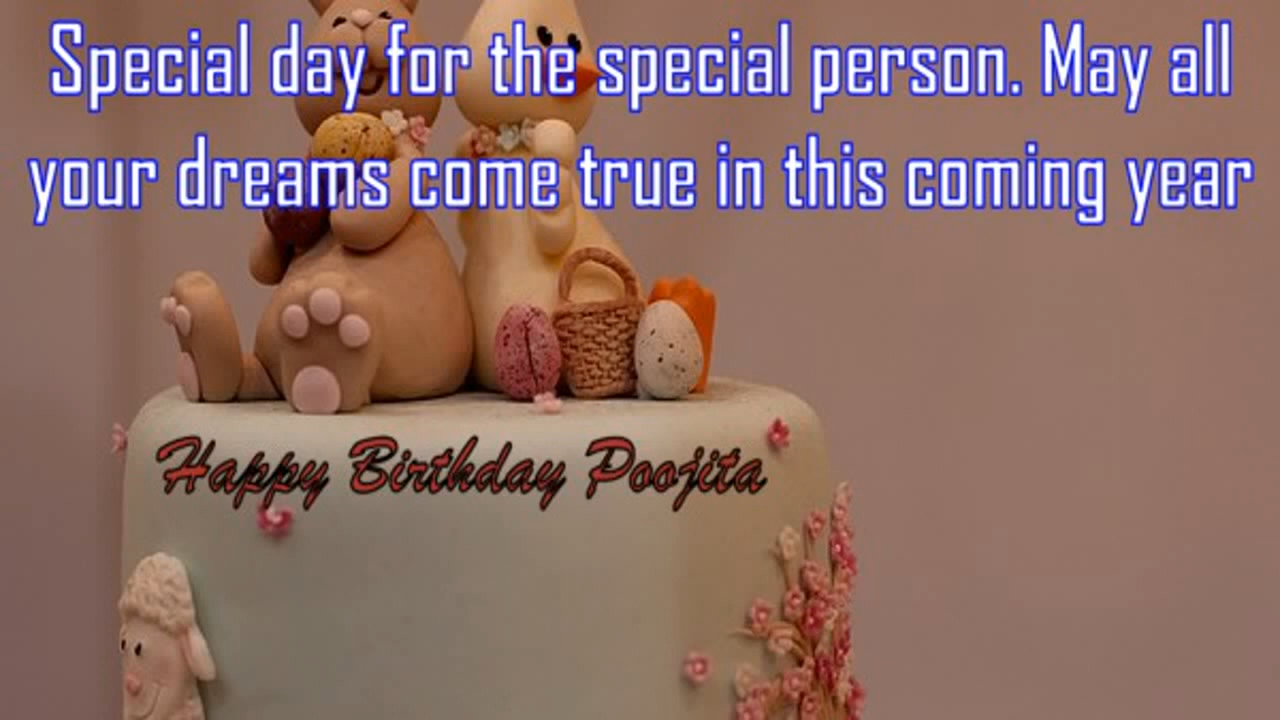 Special day for the special person. May all
your dreams come true in this coming year
Happy Birthday Poojita